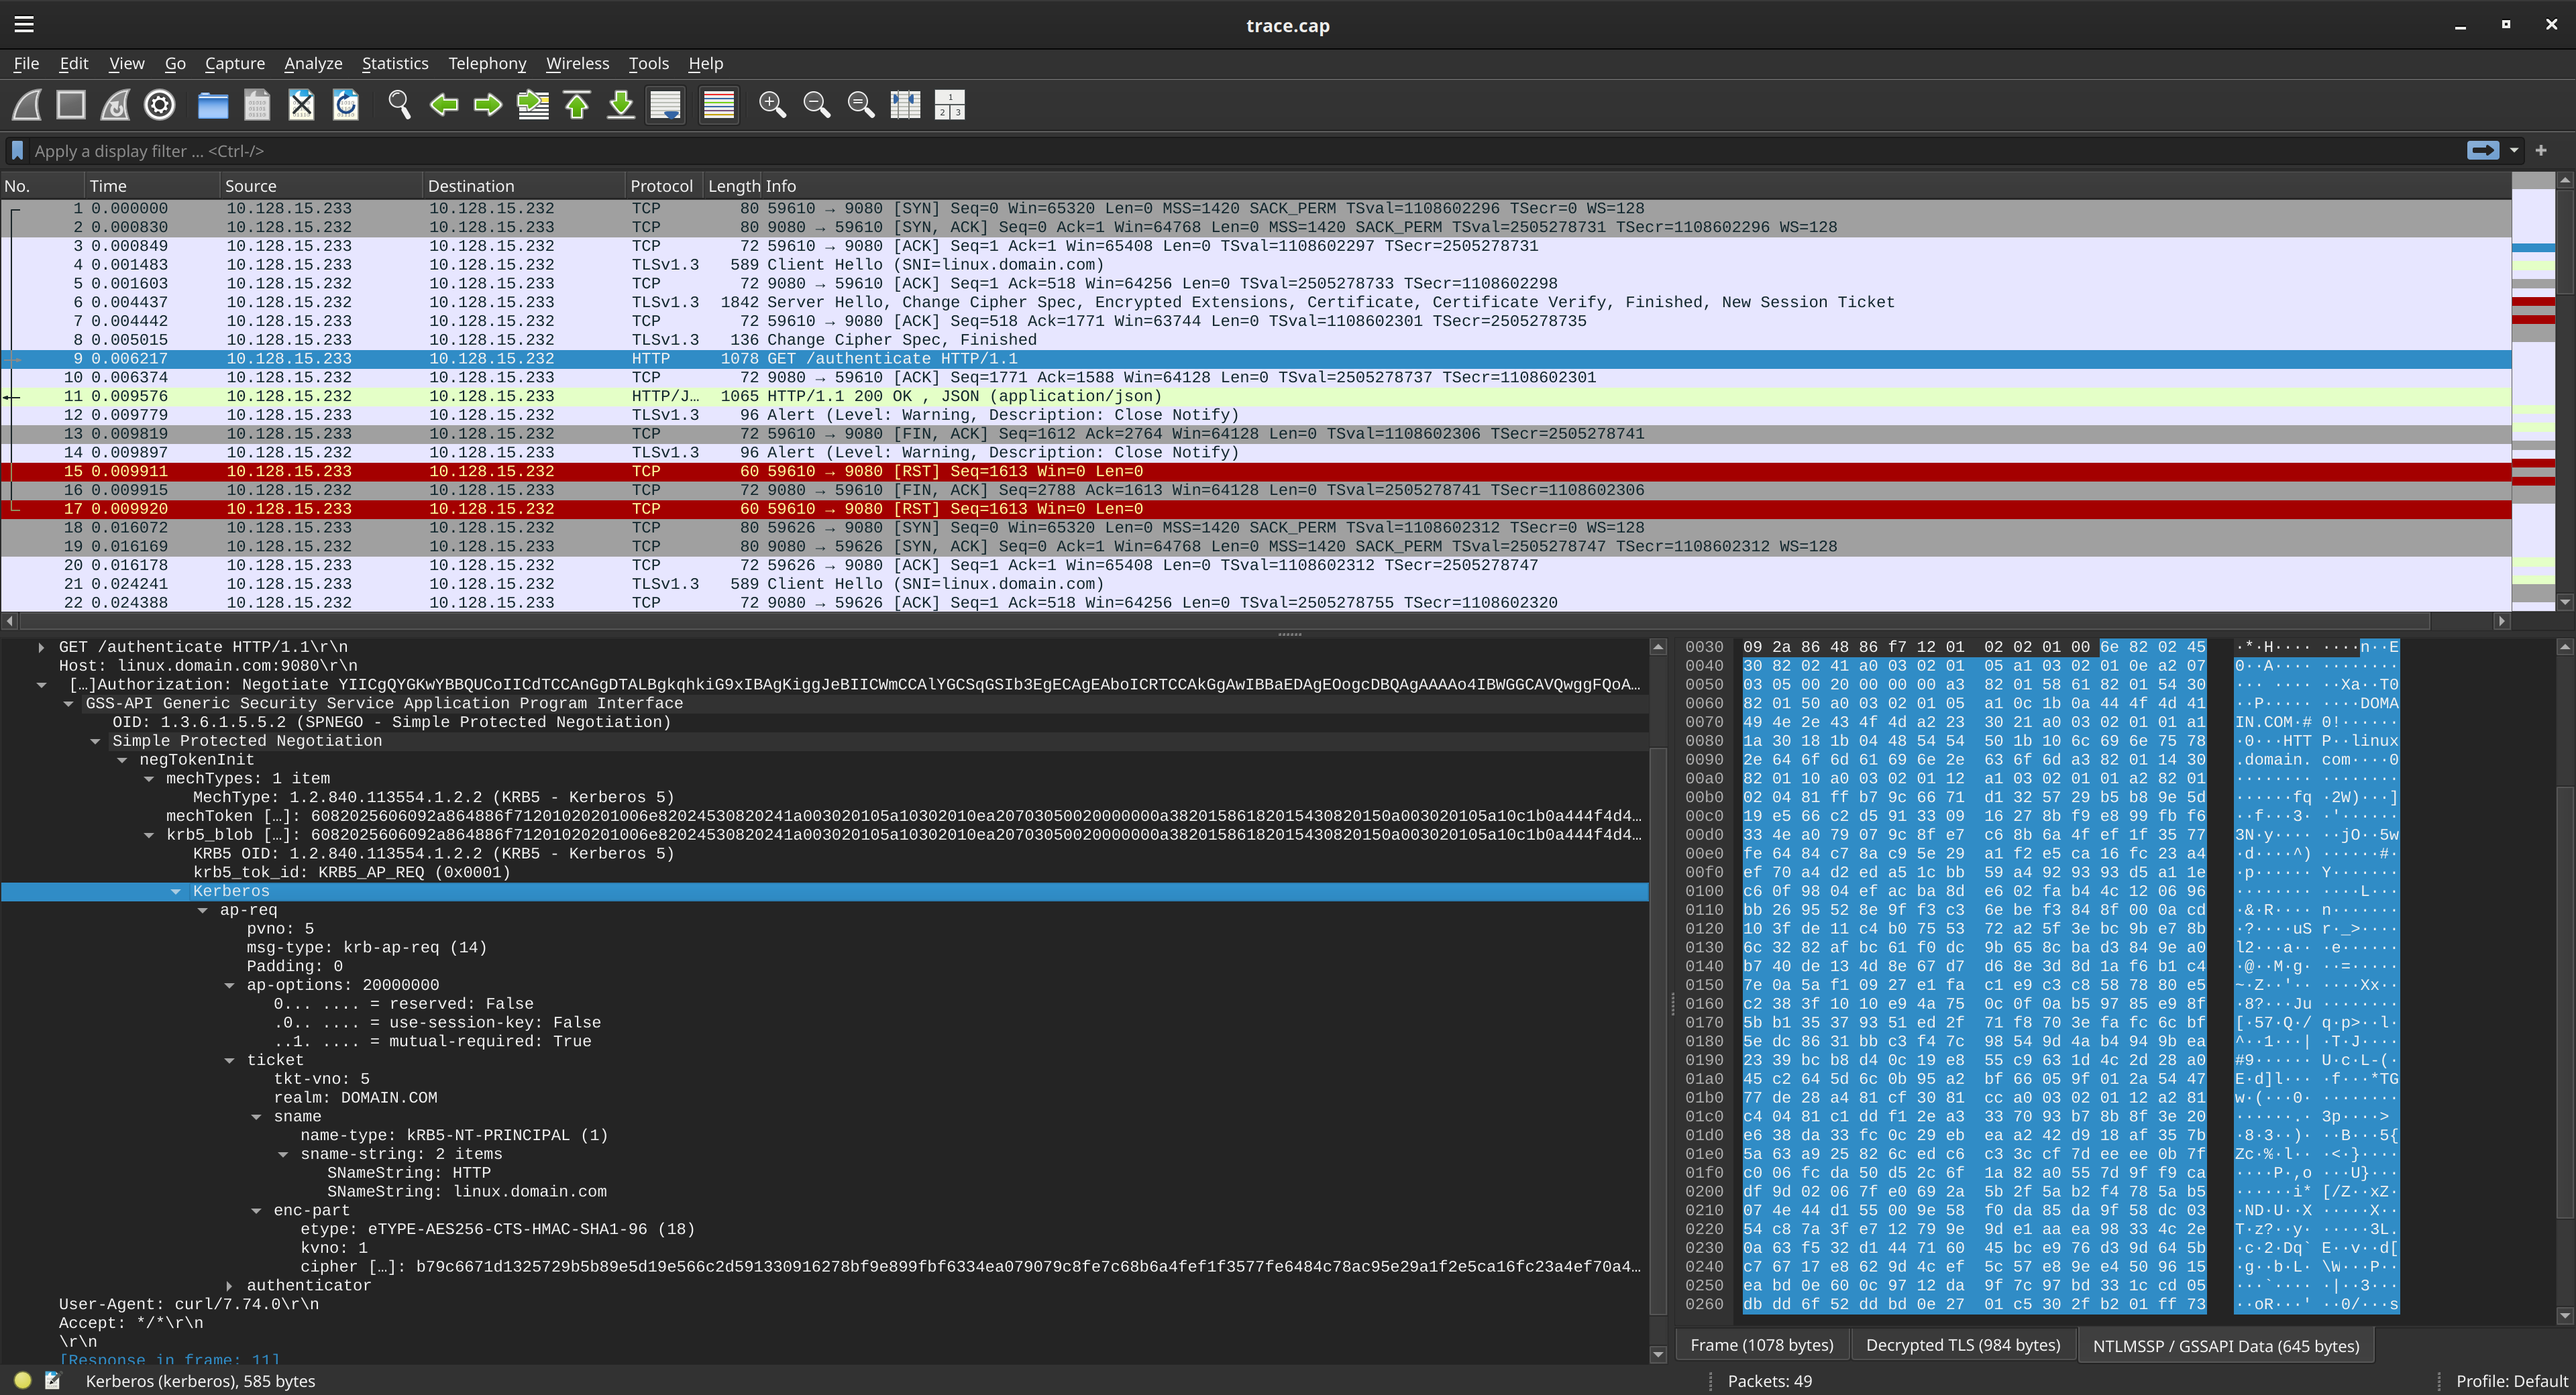 trace.cap
File Edit View Go Capture Analyze Statistics Telephony Wireless Tools Help
Apply a display filter ... <Ctrl-/>
No. Time Source Destination Protocol Length Info
1 0.000000 10.128.15.233 10.128.15.232 TCP 80 59610 → 9080 [SYN] Seq=0 Win=65320 Len=0 MSS=1420 SACK_PERM TSval=1108602296 TSecr=0 WS=128
2 0.000830 10.128.15.232 10.128.15.233 TCP 80 9080 → 59610 [SYN, ACK] Seq=0 Ack=1 Win=64768 Len=0 MSS=1420 SACK_PERM TSval=2505278731 TSecr=1108602296 WS=128
3 0.000849 10.128.15.233 10.128.15.232 TCP 72 59610 → 9080 [ACK] Seq=1 Ack=1 Win=65408 Len=0 TSval=1108602297 TSecr=2505278731
4 0.001483 10.128.15.233 10.128.15.232 TLSv1.3 589 Client Hello (SNI=linux.domain.com)
5 0.001603 10.128.15.232 10.128.15.233 TCP 72 9080 → 59610 [ACK] Seq=1 Ack=518 Win=64256 Len=0 TSval=2505278733 TSecr=1108602298
6 0.004437 10.128.15.232 10.128.15.233 TLSv1.3 1842 Server Hello, Change Cipher Spec, Encrypted Extensions, Certificate, Certificate Verify, Finished, New Session Ticket
7 0.004442 10.128.15.233 10.128.15.232 TCP 72 59610 → 9080 [ACK] Seq=518 Ack=1771 Win=63744 Len=0 TSval=1108602301 TSecr=2505278735
8 0.005015 10.128.15.233 10.128.15.232 TLSv1.3 136 Change Cipher Spec, Finished
9 0.006217 10.128.15.233 10.128.15.232 HTTP 1078 GET /authenticate HTTP/1.1
10 0.006374 10.128.15.232 10.128.15.233 TCP 72 9080 → 59610 [ACK] Seq=1771 Ack=1588 Win=64128 Len=0 TSval=2505278737 TSecr=1108602301
11 0.009576 10.128.15.232 10.128.15.233 HTTP/J… 1065 HTTP/1.1 200 OK , JSON (application/json)
12 0.009779 10.128.15.233 10.128.15.232 TLSv1.3 96 Alert (Level: Warning, Description: Close Notify)
13 0.009819 10.128.15.233 10.128.15.232 TCP 72 59610 → 9080 [FIN, ACK] Seq=1612 Ack=2764 Win=64128 Len=0 TSval=1108602306 TSecr=2505278741
14 0.009897 10.128.15.232 10.128.15.233 TLSv1.3 96 Alert (Level: Warning, Description: Close Notify)
15 0.009911 10.128.15.233 10.128.15.232 TCP 60 59610 → 9080 [RST] Seq=1613 Win=0 Len=0
16 0.009915 10.128.15.232 10.128.15.233 TCP 72 9080 → 59610 [FIN, ACK] Seq=2788 Ack=1613 Win=64128 Len=0 TSval=2505278741 TSecr=1108602306
17 0.009920 10.128.15.233 10.128.15.232 TCP 60 59610 → 9080 [RST] Seq=1613 Win=0 Len=0
18 0.016072 10.128.15.233 10.128.15.232 TCP 80 59626 → 9080 [SYN] Seq=0 Win=65320 Len=0 MSS=1420 SACK_PERM TSval=1108602312 TSecr=0 WS=128
19 0.016169 10.128.15.232 10.128.15.233 TCP 80 9080 → 59626 [SYN, ACK] Seq=0 Ack=1 Win=64768 Len=0 MSS=1420 SACK_PERM TSval=2505278747 TSecr=1108602312 WS=128
20 0.016178 10.128.15.233 10.128.15.232 TCP 72 59626 → 9080 [ACK] Seq=1 Ack=1 Win=65408 Len=0 TSval=1108602312 TSecr=2505278747
21 0.024241 10.128.15.233 10.128.15.232 TLSv1.3 589 Client Hello (SNI=linux.domain.com)
22 0.024388 10.128.15.232 10.128.15.233 TCP 72 9080 → 59626 [ACK] Seq=1 Ack=518 Win=64256 Len=0 TSval=2505278755 TSecr=1108602320
GET /authenticate HTTP/1.1\r\n
Host: linux.domain.com:9080\r\n
[…]Authorization: Negotiate YIICgQYGKwYBBQUCoIICdTCCAnGgDTALBgkqhkiG9xIBAgKiggJeBIICWmCCAlYGCSqGSIb3EgECAgEAboICRTCCAkGgAwIBBaEDAgEOogcDBQAgAAAAo4IBWGGCAVQwggFQoA…
GSS-API Generic Security Service Application Program Interface
OID: 1.3.6.1.5.5.2 (SPNEGO - Simple Protected Negotiation)
Simple Protected Negotiation
negTokenInit
mechTypes: 1 item
MechType: 1.2.840.113554.1.2.2 (KRB5 - Kerberos 5)
mechToken […]: 6082025606092a864886f71201020201006e82024530820241a003020105a10302010ea20703050020000000a382015861820154308201​50a003020105a10c1b0a444f4d4…
krb5_blob […]: 6082025606092a864886f71201020201006e82024530820241a003020105a10302010ea20703050020000000a38201586182015430820150a003020105a10c1b0a444f4d4…
KRB5 OID: 1.2.840.113554.1.2.2 (KRB5 - Kerberos 5)
krb5_tok_id: KRB5_AP_REQ (0x0001)
Kerberos
ap-req
pvno: 5
msg-type: krb-ap-req (14)
Padding: 0
ap-options: 20000000
0... .... = reserved: False
.0.. .... = use-session-key: False
..1. .... = mutual-required: True
ticket
tkt-vno: 5
realm: DOMAIN.COM
sname
name-type: kRB5-NT-PRINCIPAL (1)
sname-string: 2 items
SNameString: HTTP
SNameString: linux.domain.com
enc-part
etype: eTYPE-AES256-CTS-HMAC-SHA1-96 (18)
kvno: 1
cipher […]: b79c6671d1325729b5b89e5d19e566c2d591330916278bf9e899fbf6334ea079079c8fe7c68b6a4fef1f3577fe6484c78ac95e29a1f2e5ca16fc23a4ef70a4…
authenticator
User-Agent: curl/7.74.0\r\n
Accept: */*\r\n
\r\n
[Response in frame: 11]
0030 09 2a 86 48 86 f7 12 01 02 02 01 00 6e 82 02 45
0040 30 82 02 41 a0 03 02 01 05 a1 03 02 01 0e a2 07
0050 03 05 00 20 00 00 00 a3 82 01 58 61 82 01 54 30
0060 82 01 50 a0 03 02 01 05 a1 0c 1b 0a 44 4f 4d 41
0070 49 4e 2e 43 4f 4d a2 23 30 21 a0 03 02 01 01 a1
0080 1a 30 18 1b 04 48 54 54 50 1b 10 6c 69 6e 75 78
0090 2e 64 6f 6d 61 69 6e 2e 63 6f 6d a3 82 01 14 30
00a0 82 01 10 a0 03 02 01 12 a1 03 02 01 01 a2 82 01
00b0 02 04 81 ff b7 9c 66 71 d1 32 57 29 b5 b8 9e 5d
00c0 19 e5 66 c2 d5 91 33 09 16 27 8b f9 e8 99 fb f6
00d0 33 4e a0 79 07 9c 8f e7 c6 8b 6a 4f ef 1f 35 77
00e0 fe 64 84 c7 8a c9 5e 29 a1 f2 e5 ca 16 fc 23 a4
00f0 ef 70 a4 d2 ed a5 1c bb 59 a4 92 93 93 d5 a1 1e
0100 c6 0f 98 04 ef ac ba 8d e6 02 fa b4 4c 12 06 96
0110 bb 26 95 52 8e 9f f3 c3 6e be f3 84 8f 00 0a cd
0120 10 3f de 11 c4 b0 75 53 72 a2 5f 3e bc 9b e7 8b
0130 6c 32 82 af bc 61 f0 dc 9b 65 8c ba d3 84 9e a0
0140 b7 40 de 13 4d 8e 67 d7 d6 8e 3d 8d 1a f6 b1 c4
0150 7e 0a 5a f1 09 27 e1 fa c1 e9 c3 c8 58 78 80 e5
0160 c2 38 3f 10 10 e9 4a 75 0c 0f 0a b5 97 85 e9 8f
0170 5b b1 35 37 93 51 ed 2f 71 f8 70 3e fa fc 6c bf
0180 5e dc 86 31 bb c3 f4 7c 98 54 9d 4a b4 94 9b ea
0190 23 39 bc b8 d4 0c 19 e8 55 c9 63 1d 4c 2d 28 a0
01a0 45 c2 64 5d 6c 0b 95 a2 bf 66 05 9f 01 2a 54 47
01b0 77 de 28 a4 81 cf 30 81 cc a0 03 02 01 12 a2 81
01c0 c4 04 81 c1 dd f1 2e a3 33 70 93 b7 8b 8f 3e 20
01d0 e6 38 da 33 fc 0c 29 eb ea a2 42 d9 18 af 35 7b
01e0 5a 63 a9 25 82 6c ed c6 c3 3c cf 7d ee ee 0b 7f
01f0 c0 06 fc da 50 d5 2c 6f 1a 82 a0 55 7d 9f f9 ca
0200 df 9d 02 06 7f e0 69 2a 5b 2f 5a b2 f4 78 5a b5
0210 07 4e 44 d1 55 00 9e 58 f0 da 85 da 9f 58 dc 03
0220 54 c8 7a 3f e7 12 79 9e 9d e1 aa ea 98 33 4c 2e
0230 0a 63 f5 32 d1 44 71 60 45 bc e9 76 d3 9d 64 5b
0240 c7 67 17 e8 62 9d 4c ef 5c 57 e8 9e e4 50 96 15
0250 ea bd 0e 60 0c 97 12 da 9f 7c 97 bd 33 1c cd 05
0260 db dd 6f 52 dd bd 0e 27 01 c5 30 2f b2 01 ff 73
Frame (1078 bytes) Decrypted TLS (984 bytes) NTLMSSP / GSSAPI Data (645 bytes)
Kerberos (kerberos), 585 bytes Packets: 49 Profile: Default